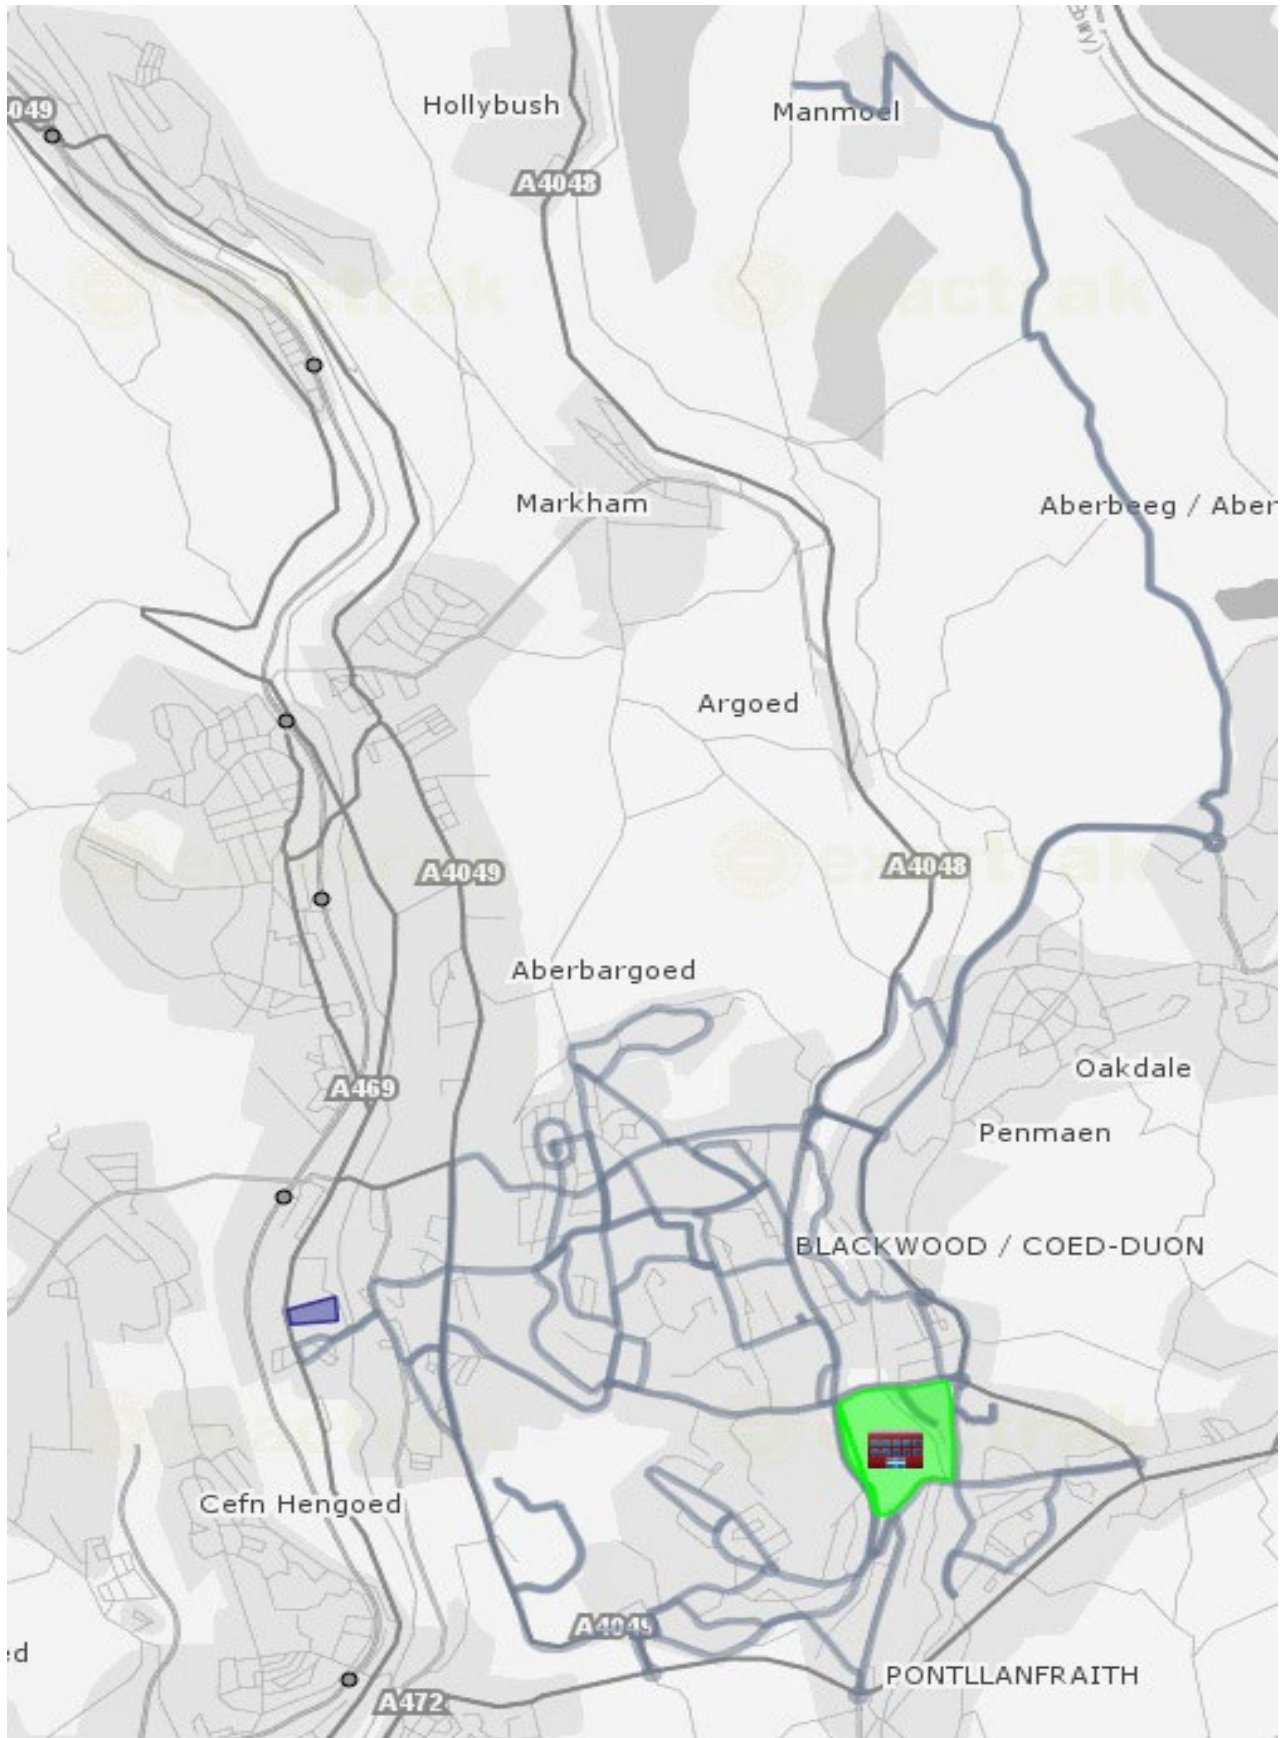 049
Hollybush
Manmoel
A4048
Markham
Aberbeeg / Aber
Argoed
A4049
A4048
Aberbargoed
Oakdale
A469
Penmaen
BLACKWOOD / COED-DUON
Cefn Hengoed
A4049
ed
PONTLLANFRAITH
A472
exactrak